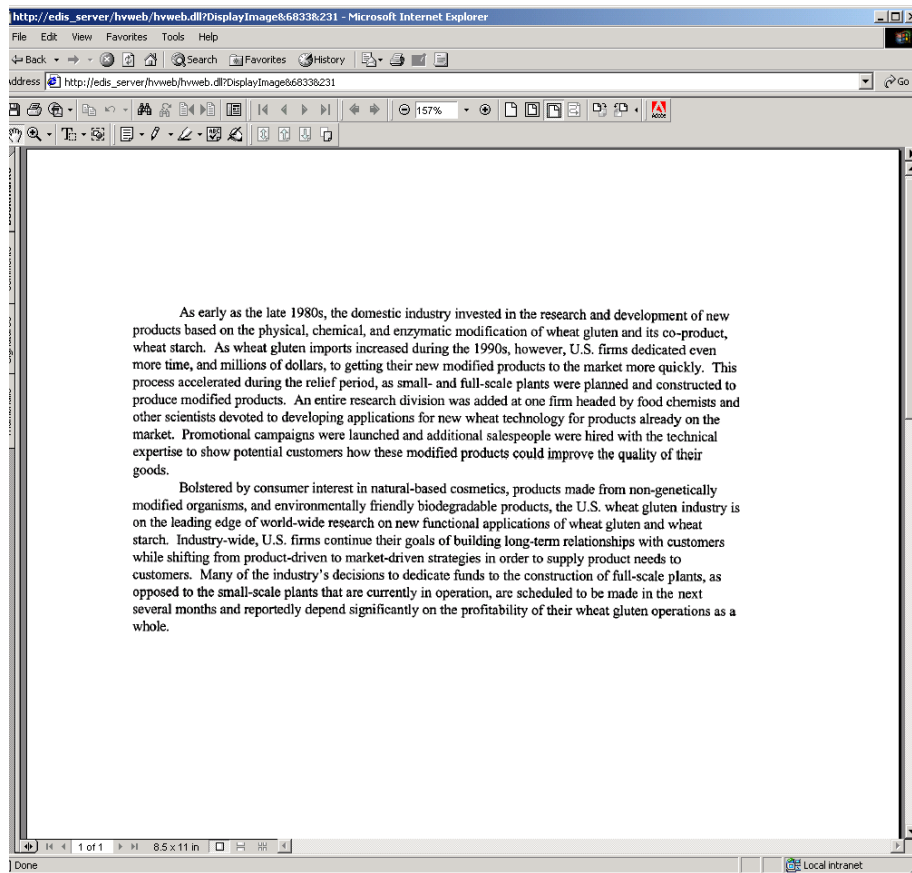 http://edis_server/hvweb/hvweb.dll?DisplayImage&6833&231 - Microsoft Internet Explorer
File Edit View Favorites Tools Help
Back Search Favorites History
Address http://edis_server/hvweb/hvweb.dll?DisplayImage&6833&231 Go
157% Adobe
Bookmarks
Comments
Signatures
Thumbnails
As early as the late 1980s, the domestic industry invested in the research and development of new
products based on the physical, chemical, and enzymatic modification of wheat gluten and its co-product,
wheat starch. As wheat gluten imports increased during the 1990s, however, U.S. firms dedicated even
more time, and millions of dollars, to getting their new modified products to the market more quickly. This
process accelerated during the relief period, as small- and full-scale plants were planned and constructed to
produce modified products. An entire research division was added at one firm headed by food chemists and
other scientists devoted to developing applications for new wheat technology for products already on the
market. Promotional campaigns were launched and additional salespeople were hired with the technical
expertise to show potential customers how these modified products could improve the quality of their
goods.
Bolstered by consumer interest in natural-based cosmetics, products made from non-genetically
modified organisms, and environmentally friendly biodegradable products, the U.S. wheat gluten industry is
on the leading edge of world-wide research on new functional applications of wheat gluten and wheat
starch. Industry-wide, U.S. firms continue their goals of building long-term relationships with customers
while shifting from product-driven to market-driven strategies in order to supply product needs to
customers. Many of the industry's decisions to dedicate funds to the construction of full-scale plants, as
opposed to the small-scale plants that are currently in operation, are scheduled to be made in the next
several months and reportedly depend significantly on the profitability of their wheat gluten operations as a
whole.
1 of 1 8.5 x 11 in
Done Local intranet